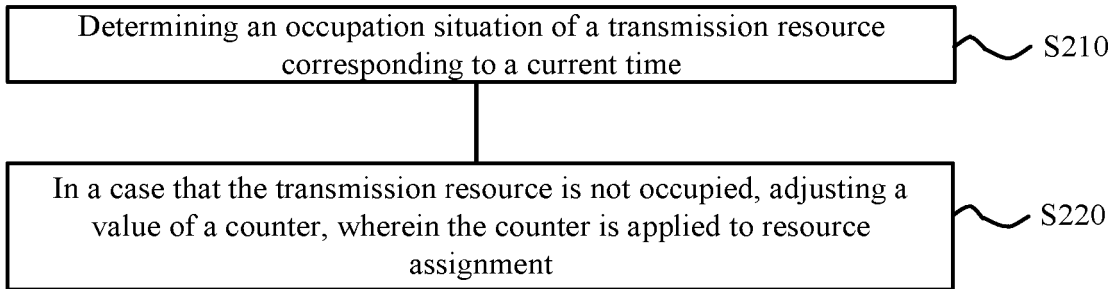 Determining an occupation situation of a transmission resource
corresponding to a current time
S210
In a case that the transmission resource is not occupied, adjusting a
value of a counter, wherein the counter is applied to resource
assignment
S220